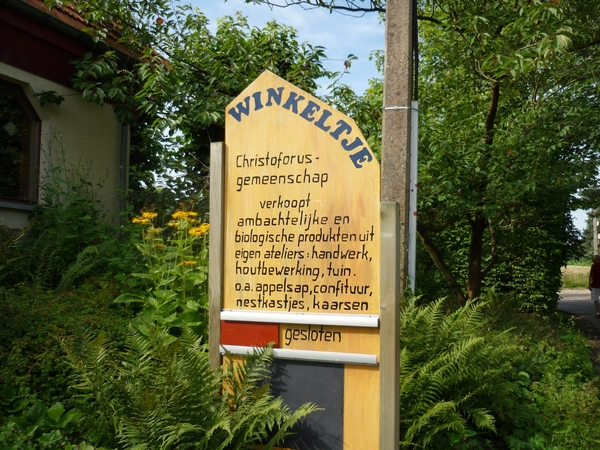 WINKELTJE
Christoforus-
gemeenschap
verkoopt
ambachtelijke en
biologische produkten uit
eigen ateliers: handwerk,
houtbewerking, tuin.
o.a. appelsap, confituur,
nestkastjes, kaarsen
gesloten